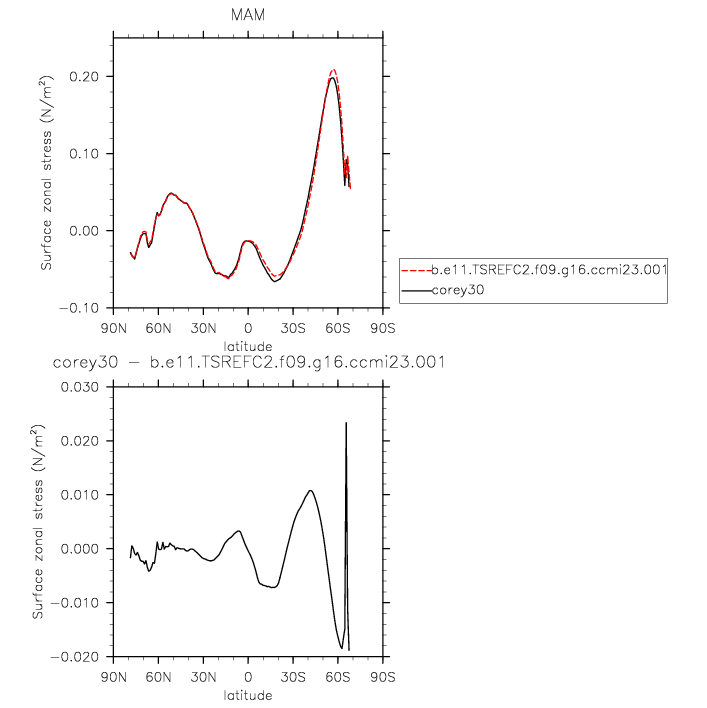 MAM
Surface zonal stress (N/m²)
0.20
0.10
0.00
−0.10
90N 60N 30N 0 30S 60S 90S
latitude
b.e11.TSREFC2.f09.g16.ccmi23.001
corey30
corey30 − b.e11.TSREFC2.f09.g16.ccmi23.001
Surface zonal stress (N/m²)
0.030
0.020
0.010
0.000
−0.010
−0.020
90N 60N 30N 0 30S 60S 90S
latitude